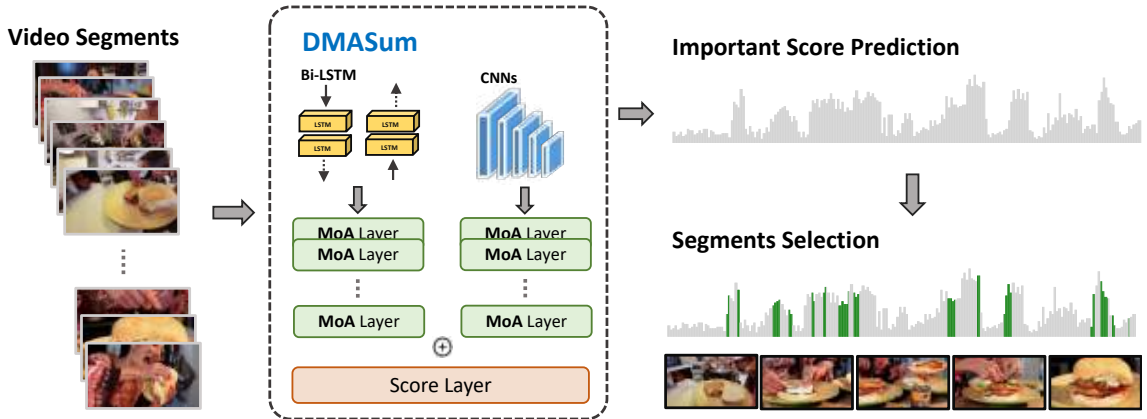 Video Segments
DMASum
Bi-LSTM
CNNs
LSTM
LSTM
LSTM
LSTM
MoA Layer
MoA Layer
MoA Layer
MoA Layer
MoA Layer
MoA Layer
Score Layer
Important Score Prediction
Segments Selection